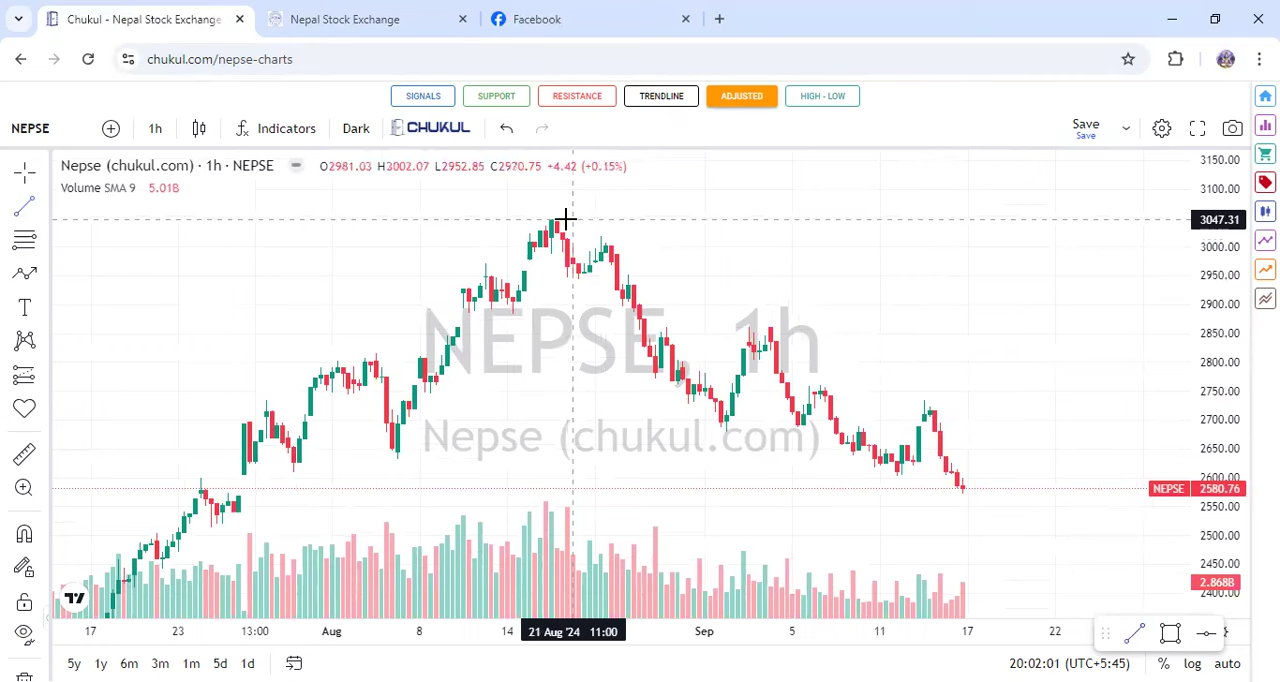 Chukul - Nepal Stock Exchange
Nepal Stock Exchange
Facebook
chukul.com/nepse-charts
SIGNALS
SUPPORT
RESISTANCE
TRENDLINE
ADJUSTED
HIGH - LOW
NEPSE
1h
Indicators
Dark
CHUKUL
Save
Save
Nepse (chukul.com) · 1h · NEPSE
O2981.03 H3002.07 L2952.85 C2970.75 +4.42 (+0.15%)
Volume SMA 9 5.01B
3150.00
3100.00
3047.31
3000.00
2950.00
2900.00
2850.00
2800.00
2750.00
2700.00
2650.00
2600.00
NEPSE 2580.76
2550.00
2500.00
2450.00
2.868B
2400.00
NEPSE, 1h
Nepse (chukul.com)
17
23
13:00
Aug
8
14
21 Aug '24 11:00
Sep
5
11
17
22
5y
1y
6m
3m
1m
5d
1d
20:02:01 (UTC+5:45)
%
log
auto